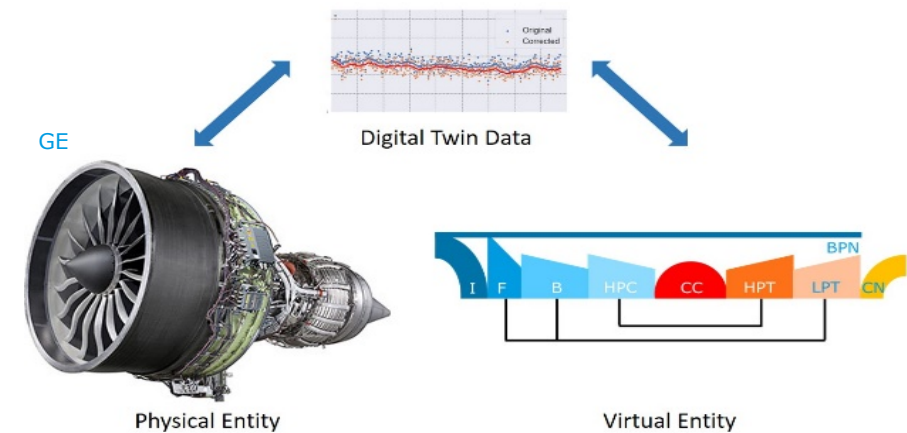 Original
Corrected
Digital Twin Data
GE
BPN
I F B HPC CC HPT LPT CN
Physical Entity
Virtual Entity